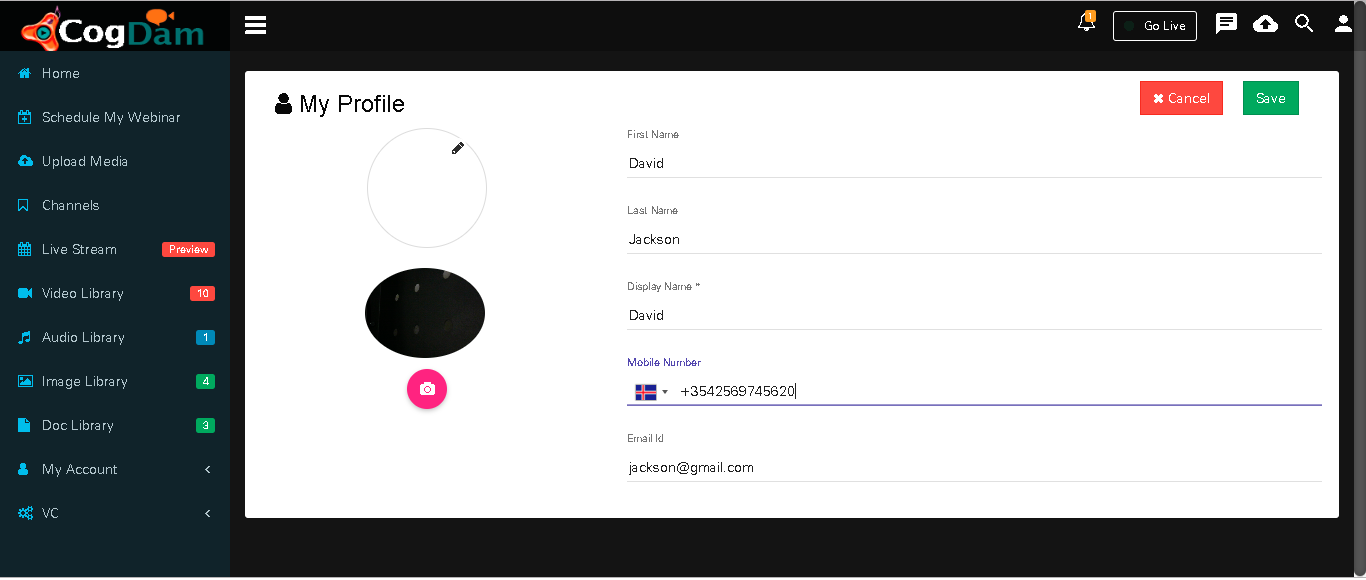 CogDam
1
Go Live
Home
Schedule My Webinar
Upload Media
Channels
Live Stream Preview
Video Library 10
Audio Library 1
Image Library 4
Doc Library 3
My Account
VC
My Profile
Cancel
Save
First Name
David
Last Name
Jackson
Display Name *
David
Mobile Number
+3542569745620
Email Id
jackson@gmail.com